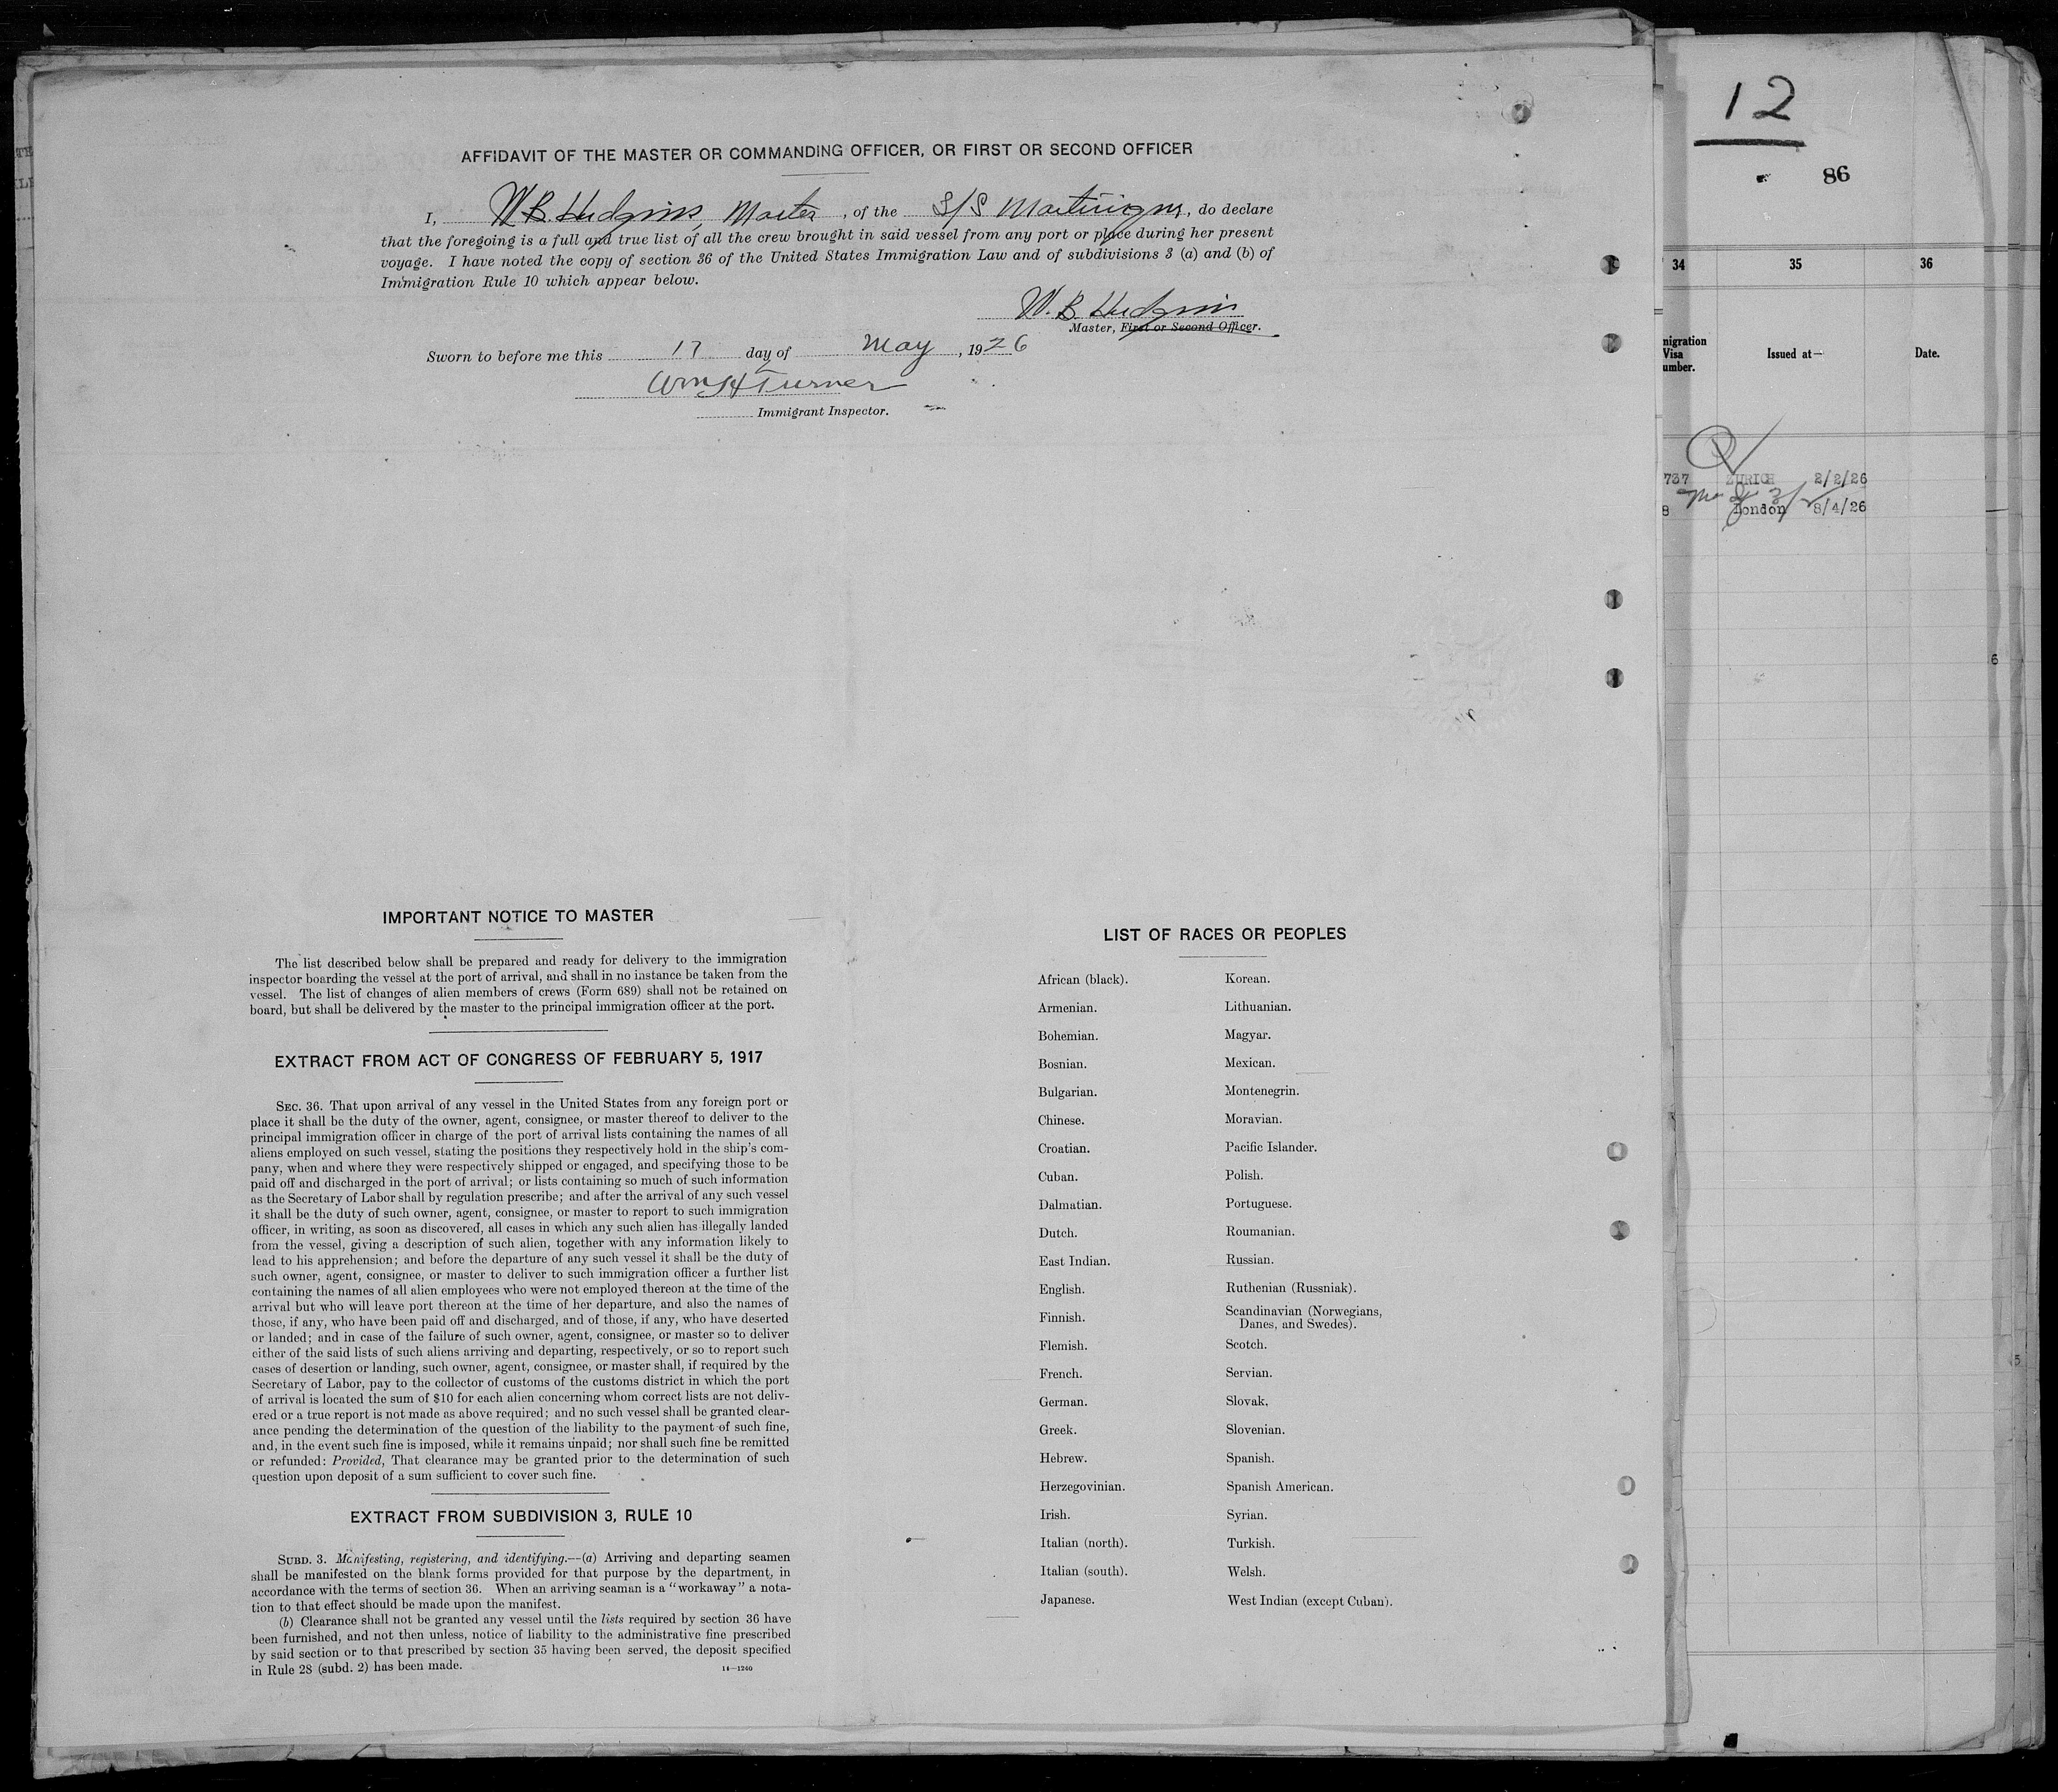 AFFIDAVIT OF THE MASTER OR COMMANDING OFFICER, OR FIRST OR SECOND OFFICER
I, W.B. Hudgins, Master, of the S/S, do declare
that the foregoing is a full and true list of all the crew brought in said vessel from any port or place during her present
voyage. I have noted the copy of section 36 of the United States Immigration Law and of subdivisions 3 (a) and (b) of
Immigration Rule 10 which appear below.
W. B. Hudgins
Master, First or Second Officer.
Sworn to before me this 17 day of May, 1926
Wm H Turner
Immigrant Inspector.
IMPORTANT NOTICE TO MASTER
The list described below shall be prepared and ready for delivery to the immigration
inspector boarding the vessel at the port of arrival, and shall in no instance be taken from the
vessel. The list of changes of alien members of crews (Form 689) shall not be retained on
board, but shall be delivered by the master to the principal immigration officer at the port.
EXTRACT FROM ACT OF CONGRESS OF FEBRUARY 5, 1917
SEC. 36. That upon arrival of any vessel in the United States from any foreign port or
place it shall be the duty of the owner, agent, consignee, or master thereof to deliver to the
principal immigration officer in charge of the port of arrival lists containing the names of all
aliens employed on such vessel, stating the positions they respectively hold in the ship's com-
pany, when and where they were respectively shipped or engaged, and specifying those to be
paid off and discharged in the port of arrival; or lists containing so much of such information
as the Secretary of Labor shall by regulation prescribe; and after the arrival of any such vessel
it shall be the duty of such owner, agent, consignee, or master to report to such immigration
officer, in writing, as soon as discovered, all cases in which any such alien has illegally landed
from the vessel, giving a description of such alien, together with any information likely to
lead to his apprehension; and before the departure of any such vessel it shall be the duty of
such owner, agent, consignee, or master to deliver to such immigration officer a further list
containing the names of all alien employees who were not employed thereon at the time of the
arrival but who will leave port thereon at the time of her departure, and also the names of
those, if any, who have been paid off and discharged, and of those, if any, who have deserted
or landed; and in case of the failure of such owner, agent, consignee, or master so to deliver
either of the said lists of such aliens arriving and departing, respectively, or so to report such
cases of desertion or landing, such owner, agent, consignee, or master shall, if required by the
Secretary of Labor, pay to the collector of customs of the customs district in which the port
of arrival is located the sum of $10 for each alien concerning whom correct lists are not deliv-
ered or a true report is not made as above required; and no such vessel shall be granted clear-
ance pending the determination of the question of the liability to the payment of such fine,
and, in the event such fine is imposed, while it remains unpaid; nor shall such fine be remitted
or refunded: Provided, That clearance may be granted prior to the determination of such
question upon deposit of a sum sufficient to cover such fine.
EXTRACT FROM SUBDIVISION 3, RULE 10
SUBD. 3. Manifesting, registering, and identifying.—(a) Arriving and departing seamen
shall be manifested on the blank forms provided for that purpose by the department, in
accordance with the terms of section 36. When an arriving seaman is a "workaway" a nota-
tion to that effect should be made upon the manifest.
(b) Clearance shall not be granted any vessel until the lists required by section 36 have
been furnished, and not then unless, notice of liability to the administrative fine prescribed
by said section or to that prescribed by section 35 having been served, the deposit specified
in Rule 28 (subd. 2) has been made.
14—1240
LIST OF RACES OR PEOPLES
African (black).
Armenian.
Bohemian.
Bosnian.
Bulgarian.
Chinese.
Croatian.
Cuban.
Dalmatian.
Dutch.
East Indian.
English.
Finnish.
Flemish.
French.
German.
Greek.
Hebrew.
Herzegovinian.
Irish.
Italian (north).
Italian (south).
Japanese.
Korean.
Lithuanian.
Magyar.
Mexican.
Montenegrin.
Moravian.
Pacific Islander.
Polish.
Portuguese.
Roumanian.
Russian.
Ruthenian (Russniak).
Scandinavian (Norwegians,
Danes, and Swedes).
Scotch.
Servian.
Slovak.
Slovenian.
Spanish.
Spanish American.
Syrian.
Turkish.
Welsh.
West Indian (except Cuban).
12
86
34 35 36
migration
Visa
umber.
Issued at—
Date.
737 ZURICH 2/2/26
8 London 8/4/26
6
5